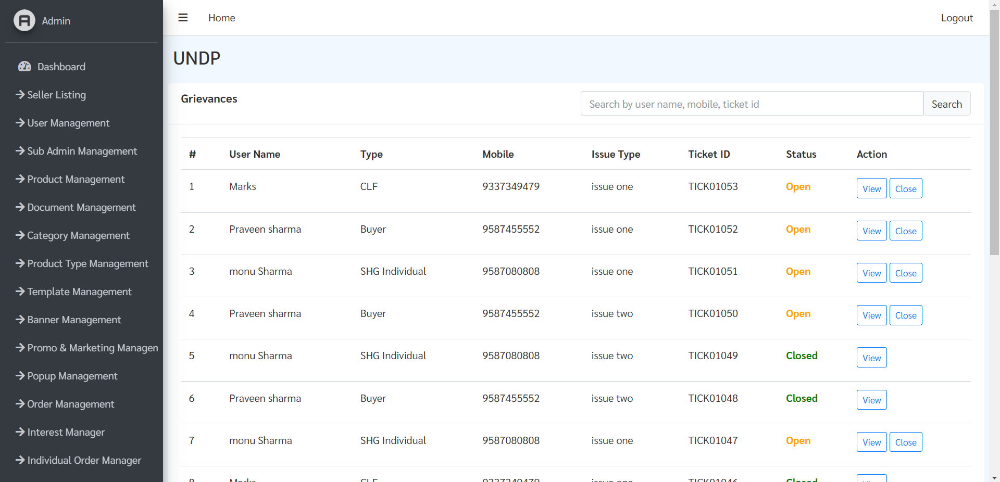 Admin
Dashboard
Seller Listing
User Management
Sub Admin Management
Product Management
Document Management
Category Management
Product Type Management
Template Management
Banner Management
Promo & Marketing Managem
Popup Management
Order Management
Interest Manager
Individual Order Manager
Home
Logout
UNDP
Grievances
Search by user name, mobile, ticket id
Search
# User Name Type Mobile Issue Type Ticket ID Status Action
1 Marks CLF 9337349479 issue one TICK01053 Open View Close
2 Praveen sharma Buyer 9587455552 issue one TICK01052 Open View Close
3 monu Sharma SHG Individual 9587080808 issue one TICK01051 Open View Close
4 Praveen sharma Buyer 9587455552 issue two TICK01050 Open View Close
5 monu Sharma SHG Individual 9587080808 issue two TICK01049 Closed View
6 Praveen sharma Buyer 9587455552 issue two TICK01048 Closed View
7 monu Sharma SHG Individual 9587080808 issue one TICK01047 Open View Close
8 Marks CLF 9337349479 issue one TICK01046 Closed View